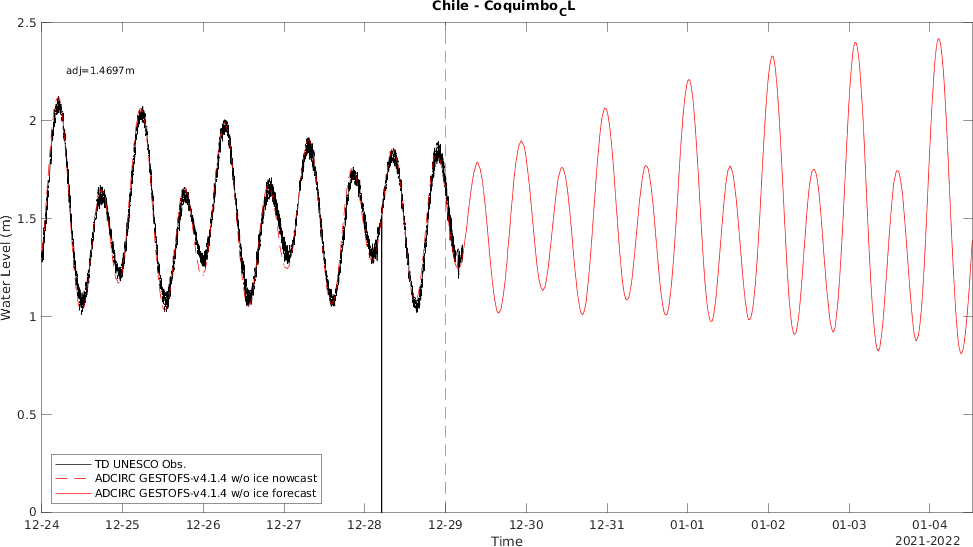 Chile - Coquimbo_CL
2.5
adj=1.4697m
2
1.5
Water Level (m)
1
0.5
TD UNESCO Obs.
ADCIRC GESTOFS-v4.1.4 w/o ice nowcast
ADCIRC GESTOFS-v4.1.4 w/o ice forecast
0
12-24 12-25 12-26 12-27 12-28 12-29 12-30 12-31 01-01 01-02 01-03 01-04
Time
2021-2022